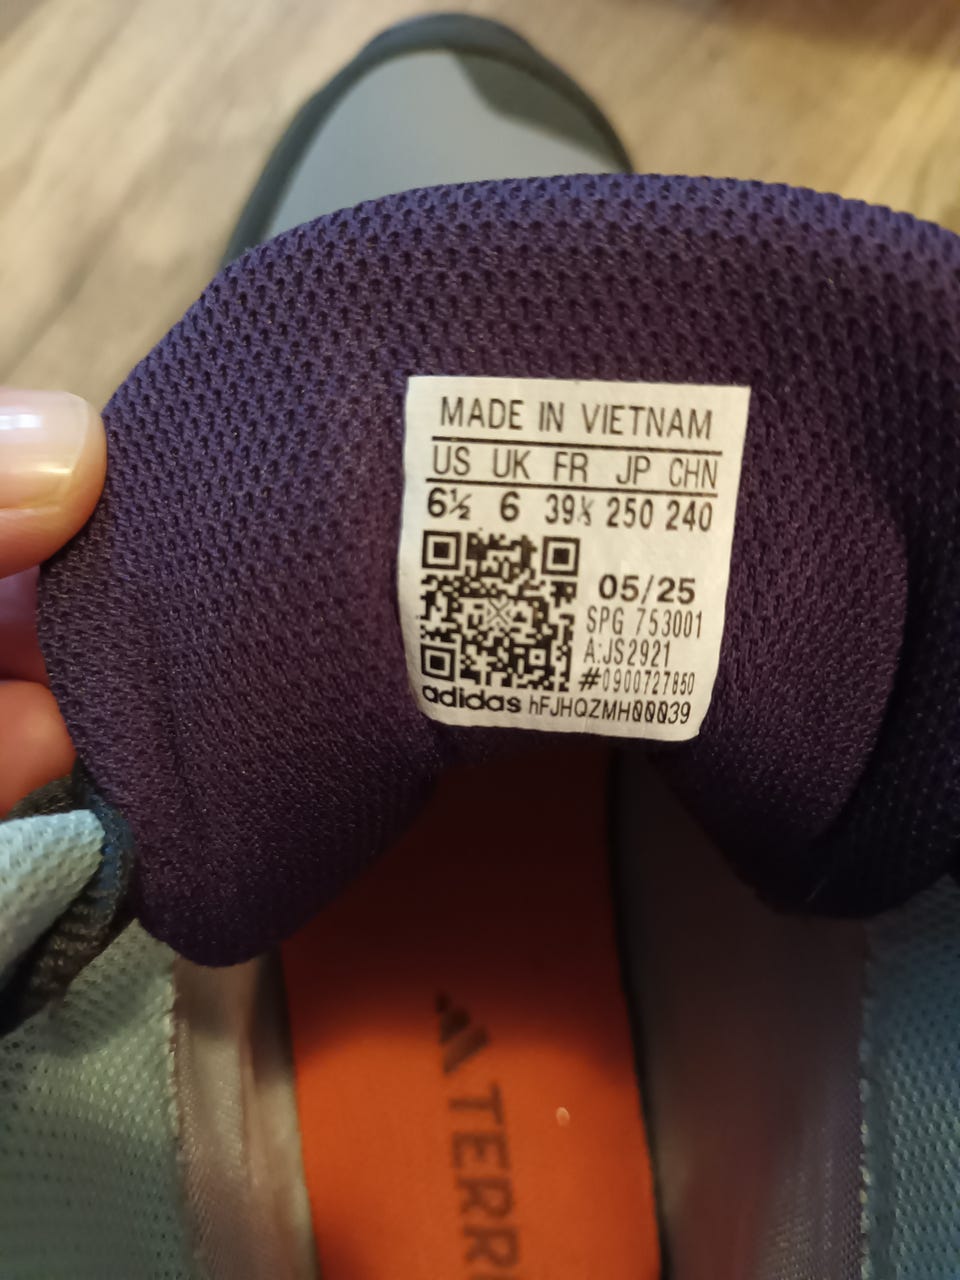 MADE IN VIETNAM
US UK FR JP CHN
6½ 6 39⅓ 250 240
05/25
SPG 753001
A:JS2921
#0900727850
adidas hFJHQZMH00039
TERR